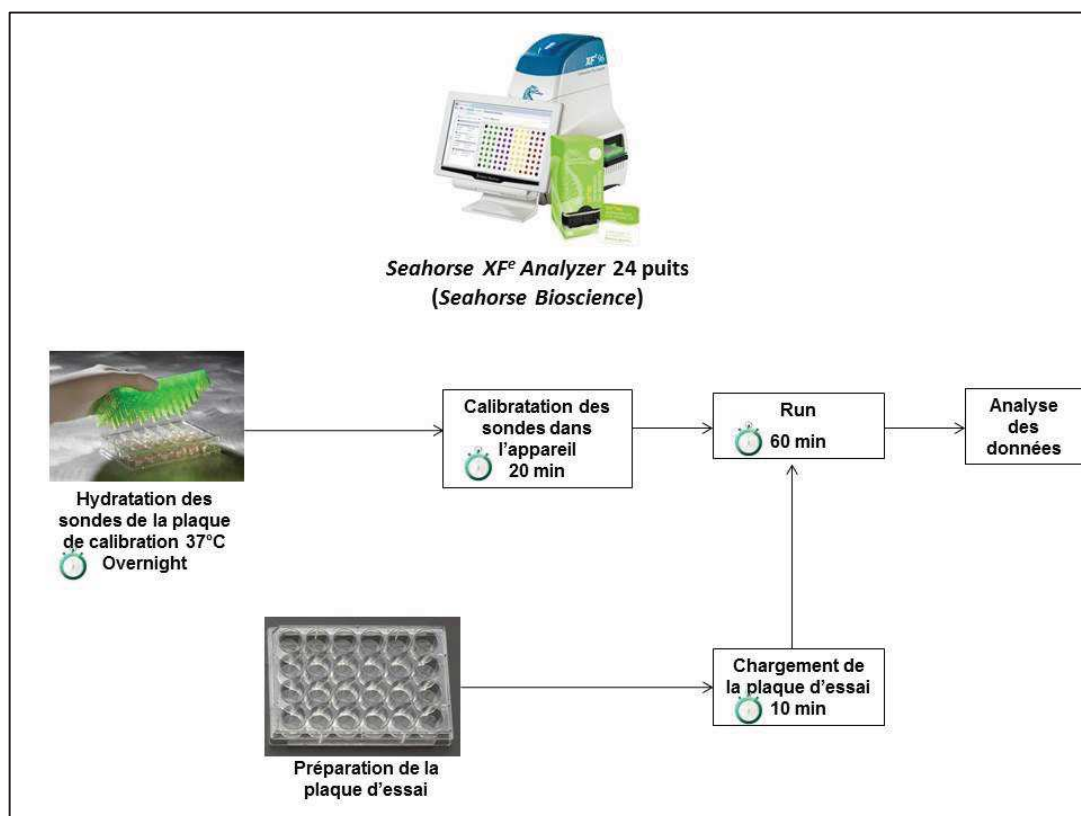 XFe 96
Seahorse XFe Analyzer 24 puits
(Seahorse Bioscience)
Hydratation des
sondes de la plaque
de calibration 37°C
Overnight
Calibratation des
sondes dans
l'appareil
20 min
Run
60 min
Analyse
des
données
Préparation de la
plaque d'essai
Chargement de
la plaque d'essai
10 min